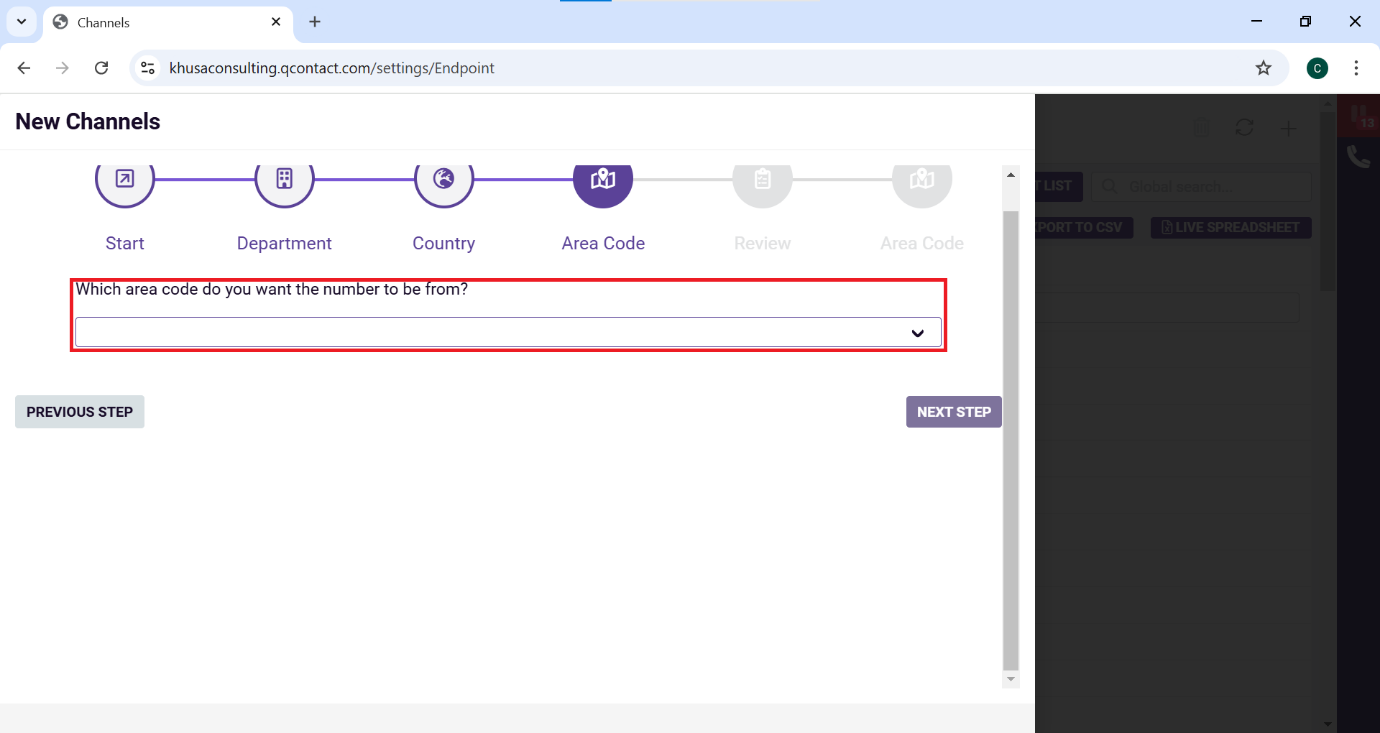 Channels
khusaconsulting.qcontact.com/settings/Endpoint
C
New Channels
13
Start
Department
Country
Area Code
Review
Area Code
T LIST
Global search...
PORT TO CSV
LIVE SPREADSHEET
Which area code do you want the number to be from?
PREVIOUS STEP
NEXT STEP